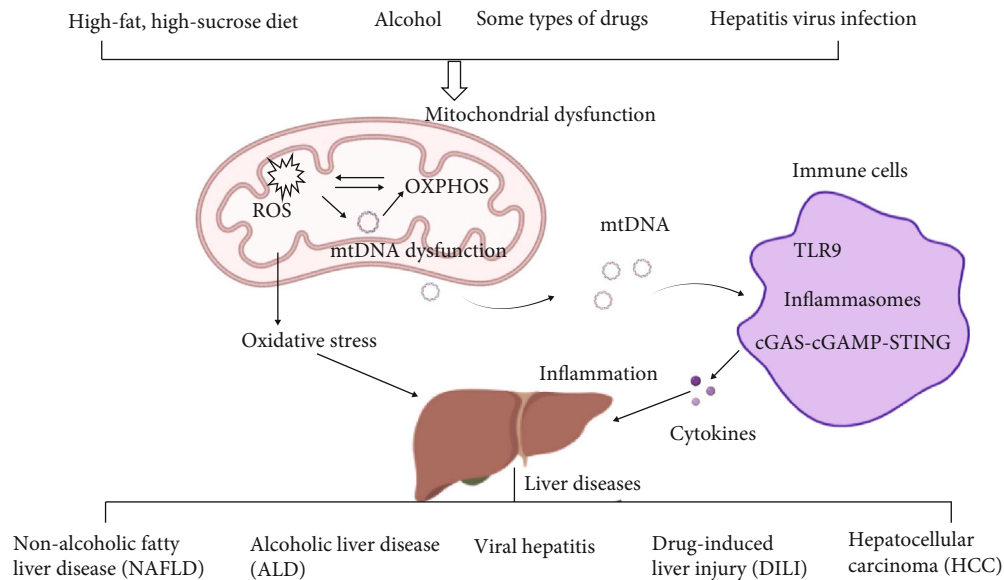 High-fat, high-sucrose diet
Alcohol
Some types of drugs
Hepatitis virus infection
Mitochondrial dysfunction
ROS
OXPHOS
mtDNA dysfunction
mtDNA
Immune cells
TLR9
Inflammasomes
cGAS-cGAMP-STING
Oxidative stress
Inflammation
Cytokines
Liver diseases
Non-alcoholic fatty
liver disease (NAFLD)
Alcoholic liver disease
(ALD)
Viral hepatitis
Drug-induced
liver injury (DILI)
Hepatocellular
carcinoma (HCC)